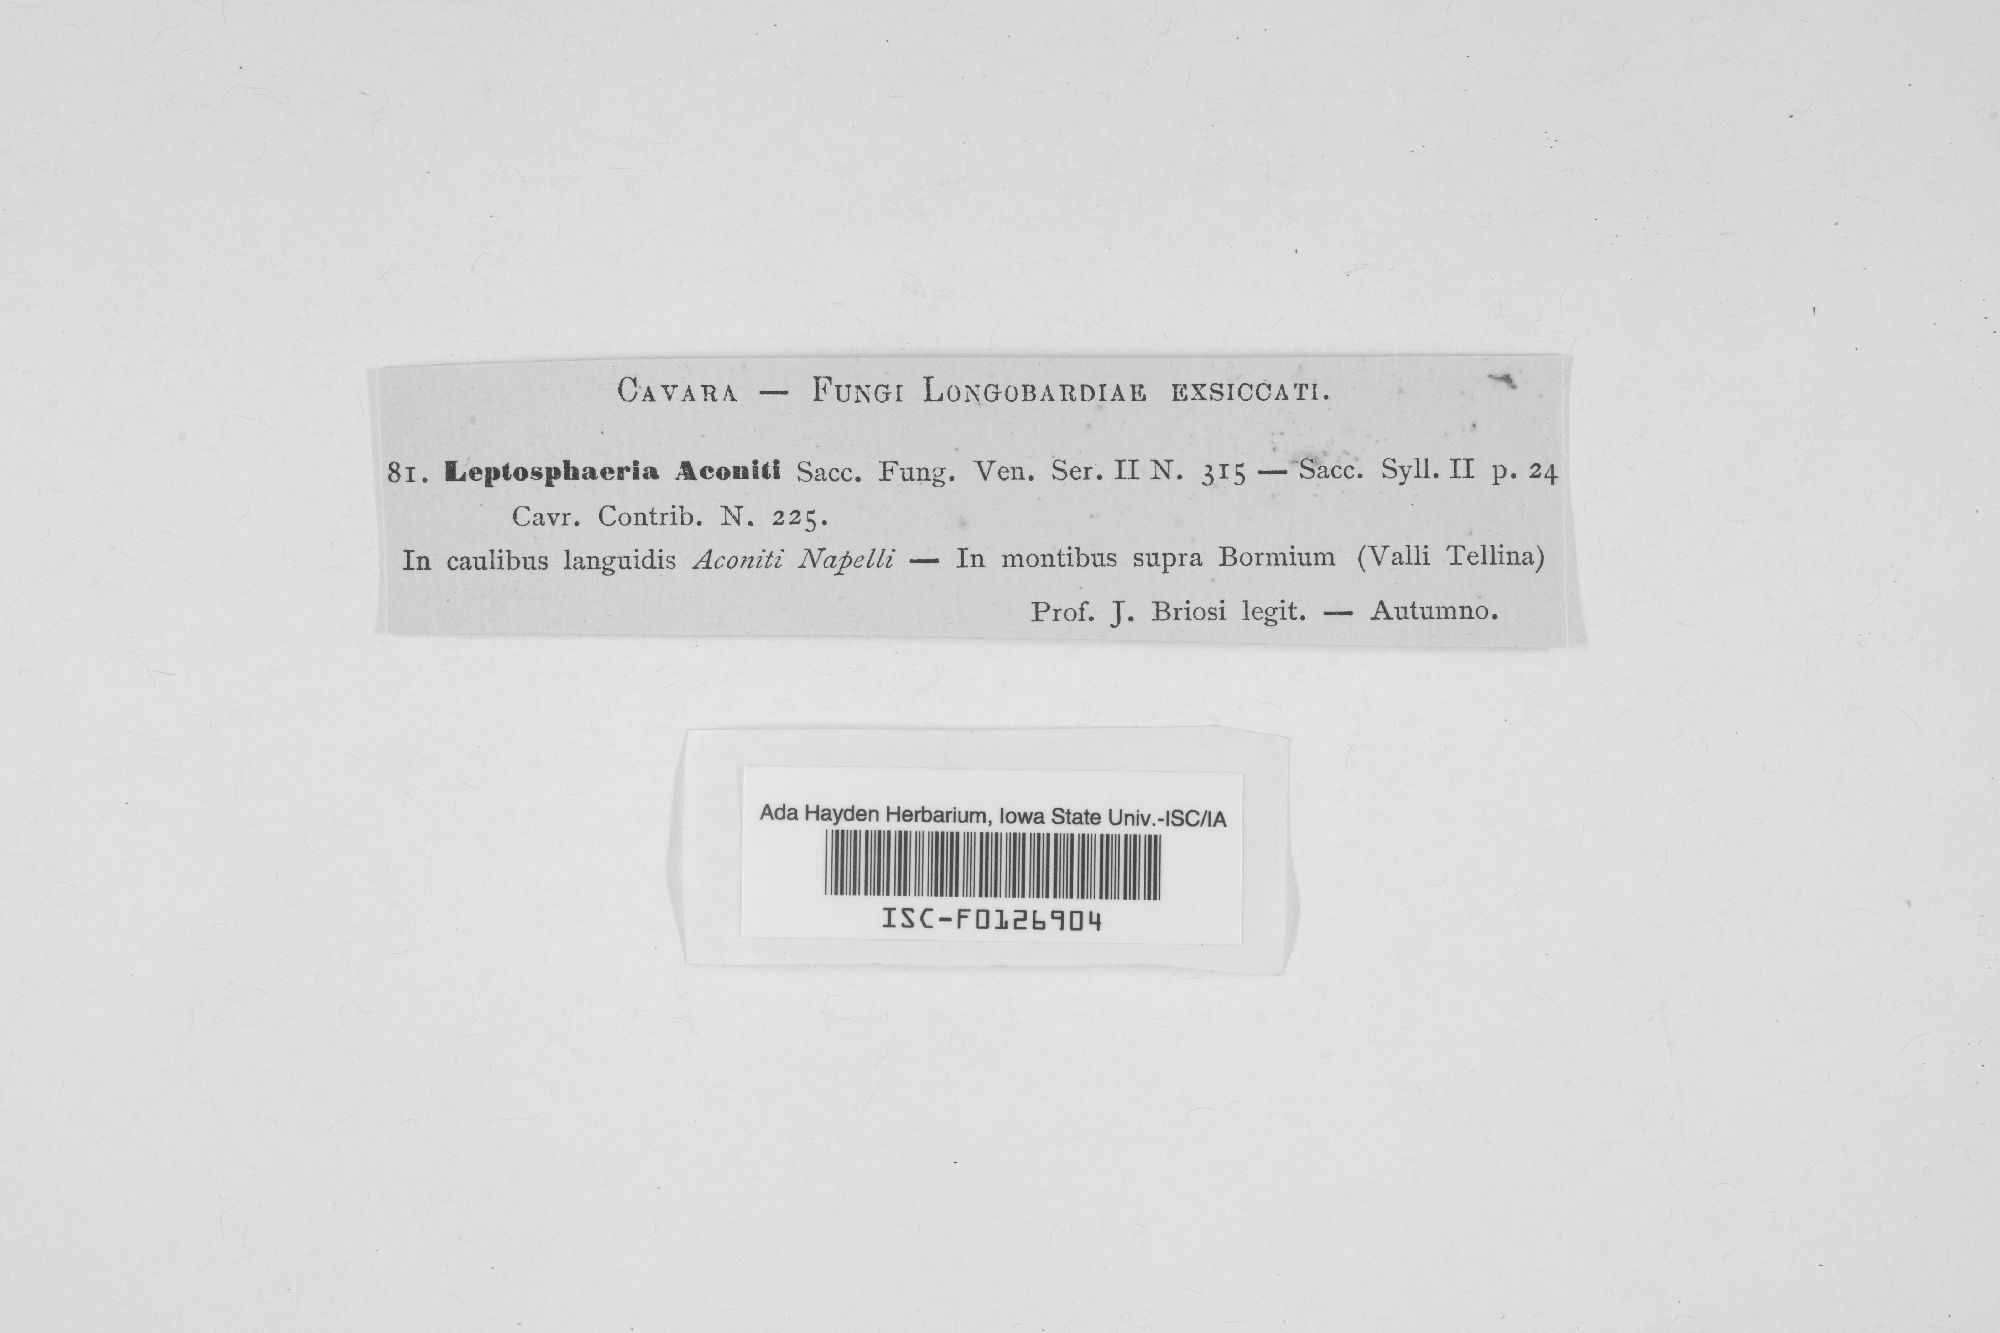 Cavara — Fungi Longobardiae exsiccati.
81. Leptosphaeria Aconiti Sacc. Fung. Ven. Ser. II N. 315 — Sacc. Syll. II p. 24
Cavr. Contrib. N. 225.
In caulibus languidis Aconiti Napelli — In montibus supra Bormium (Valli Tellina)
Prof. J. Briosi legit. — Autumno.
Ada Hayden Herbarium, Iowa State Univ.-ISC/IA
ISC-F0126904